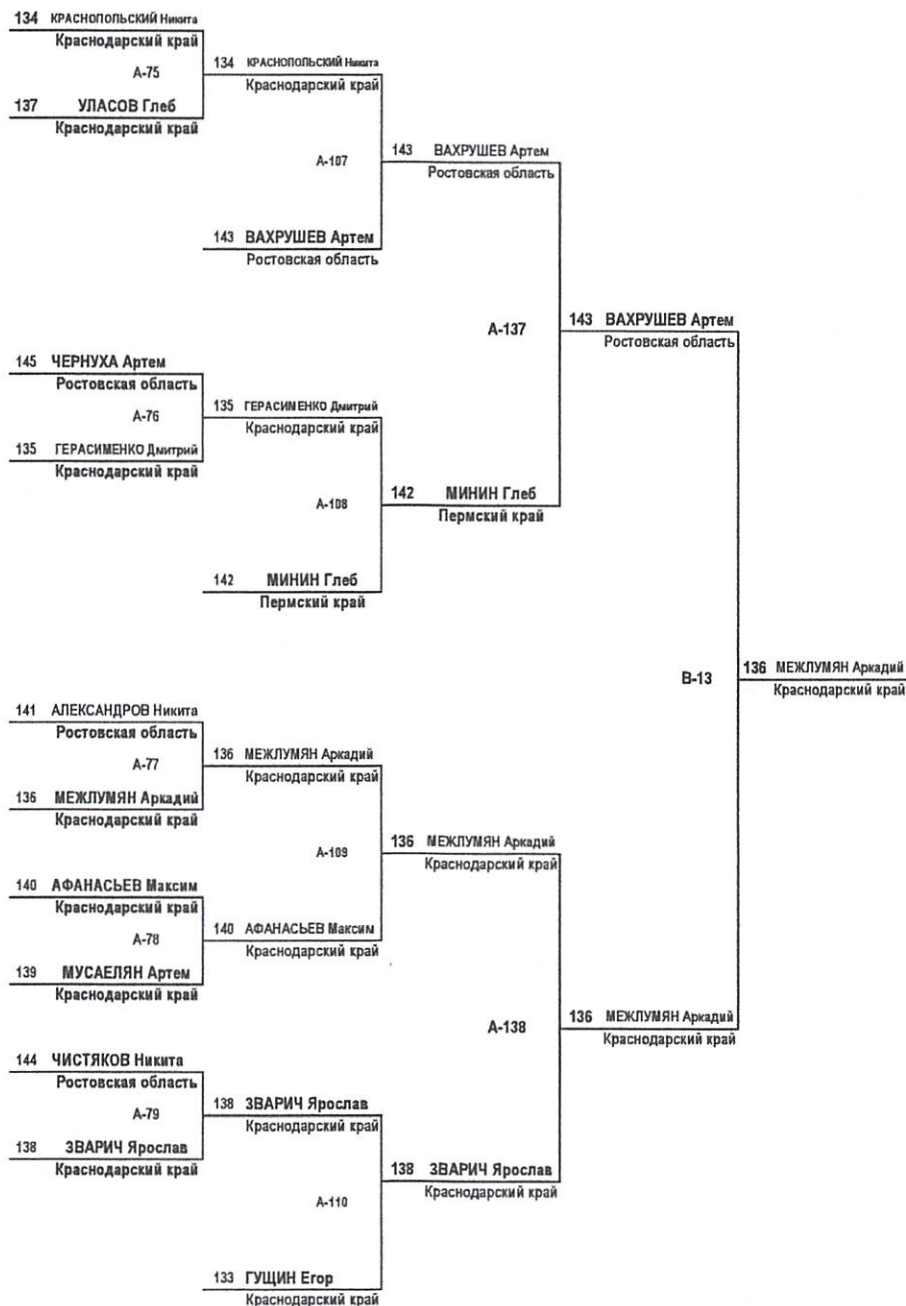 134 КРАСНОПОЛЬСКИЙ Никита
Краснодарский край
А-75
137 УЛАСОВ Глеб
Краснодарский край
134 КРАСНОПОЛЬСКИЙ Никита
Краснодарский край
А-107
143 ВАХРУШЕВ Артем
Ростовская область
143 ВАХРУШЕВ Артем
Ростовская область
145 ЧЕРНУХА Артем
Ростовская область
А-76
135 ГЕРАСИМЕНКО Дмитрий
Краснодарский край
135 ГЕРАСИМЕНКО Дмитрий
Краснодарский край
А-108
142 МИНИН Глеб
Пермский край
142 МИНИН Глеб
Пермский край
А-137
143 ВАХРУШЕВ Артем
Ростовская область
141 АЛЕКСАНДРОВ Никита
Ростовская область
А-77
136 МЕЖЛУМЯН Аркадий
Краснодарский край
136 МЕЖЛУМЯН Аркадий
Краснодарский край
А-109
140 АФАНАСЬЕВ Максим
Краснодарский край
А-78
139 МУСАЕЛЯН Артем
Краснодарский край
140 АФАНАСЬЕВ Максим
Краснодарский край
136 МЕЖЛУМЯН Аркадий
Краснодарский край
144 ЧИСТЯКОВ Никита
Ростовская область
А-79
138 ЗВАРИЧ Ярослав
Краснодарский край
138 ЗВАРИЧ Ярослав
Краснодарский край
А-110
133 ГУЩИН Егор
Краснодарский край
138 ЗВАРИЧ Ярослав
Краснодарский край
А-138
136 МЕЖЛУМЯН Аркадий
Краснодарский край
В-13
136 МЕЖЛУМЯН Аркадий
Краснодарский край